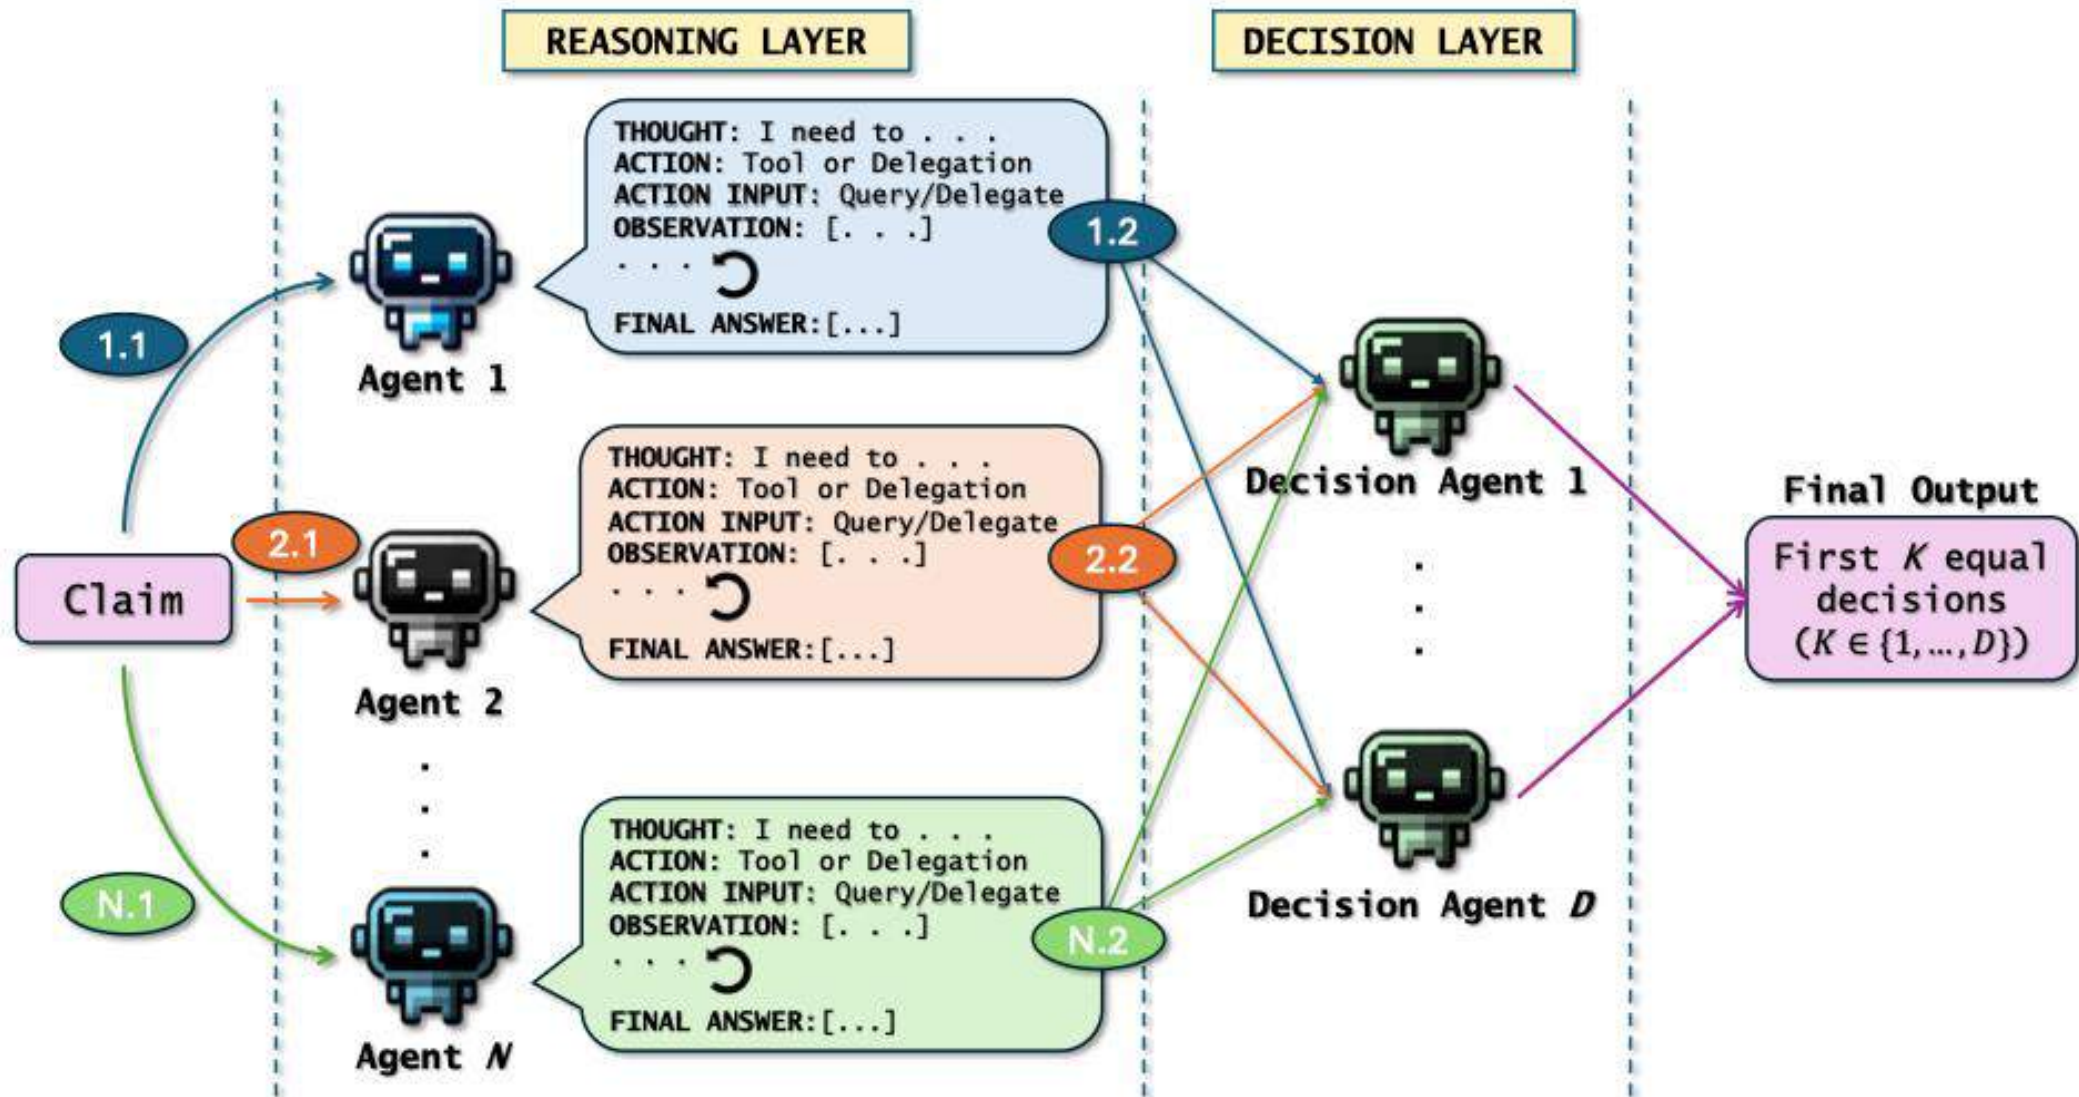 REASONING LAYER
DECISION LAYER
THOUGHT: I need to . . .
ACTION: Tool or Delegation
ACTION INPUT: Query/Delegate
OBSERVATION: [. . .]
. . .
FINAL ANSWER:[...]
1.1
1.2
Agent 1
THOUGHT: I need to . . .
ACTION: Tool or Delegation
ACTION INPUT: Query/Delegate
OBSERVATION: [. . .]
. . .
FINAL ANSWER:[...]
Claim
2.1
2.2
Agent 2
.
.
.
THOUGHT: I need to . . .
ACTION: Tool or Delegation
ACTION INPUT: Query/Delegate
OBSERVATION: [. . .]
. . .
FINAL ANSWER:[...]
N.1
N.2
Agent N
Decision Agent 1
.
.
.
Decision Agent D
Final Output
First K equal
decisions
(K ∈ {1, …, D})